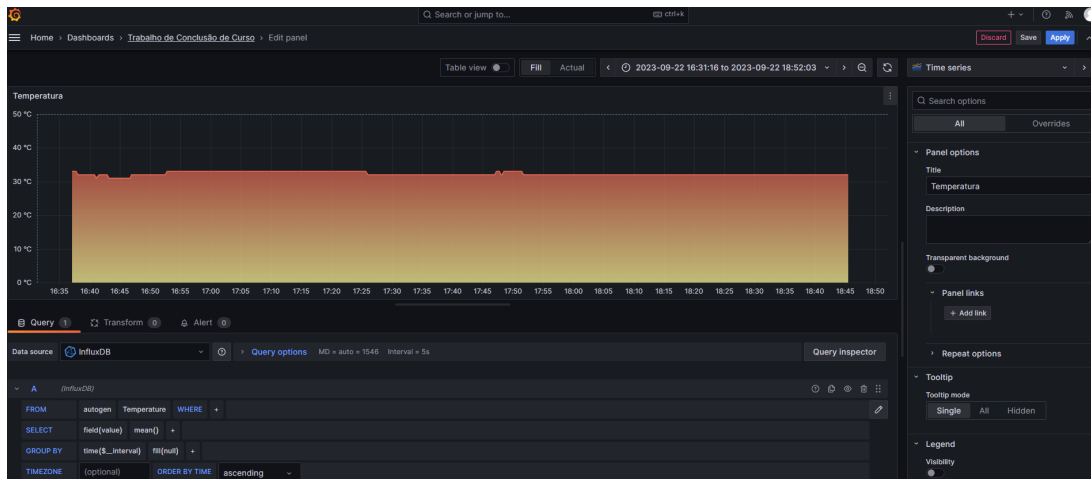 Search or jump to... ctrl+k
Home › Dashboards › Trabalho de Conclusão de Curso › Edit panel
Discard Save Apply
Table view Fill Actual 2023-09-22 16:31:16 to 2023-09-22 18:52:03
Time series
Temperatura
Search options
All Overrides
50 °C
40 °C
30 °C
20 °C
10 °C
0 °C
16:35 16:40 16:45 16:50 16:55 17:00 17:05 17:10 17:15 17:20 17:25 17:30 17:35 17:40 17:45 17:50 17:55 18:00 18:05 18:10 18:15 18:20 18:25 18:30 18:35 18:40 18:45 18:50
Panel options
Title
Temperatura
Description
Transparent background
Panel links
+ Add link
Repeat options
Tooltip
Tooltip mode
Single All Hidden
Legend
Visibility
Query 1 Transform 0 Alert 0
Data source InfluxDB Query options MD = auto = 1546 Interval = 5s Query inspector
A (InfluxDB)
FROM autogen Temperature WHERE +
SELECT field(value) mean() +
GROUP BY time($__interval) fill(null) +
TIMEZONE (optional) ORDER BY TIME ascending